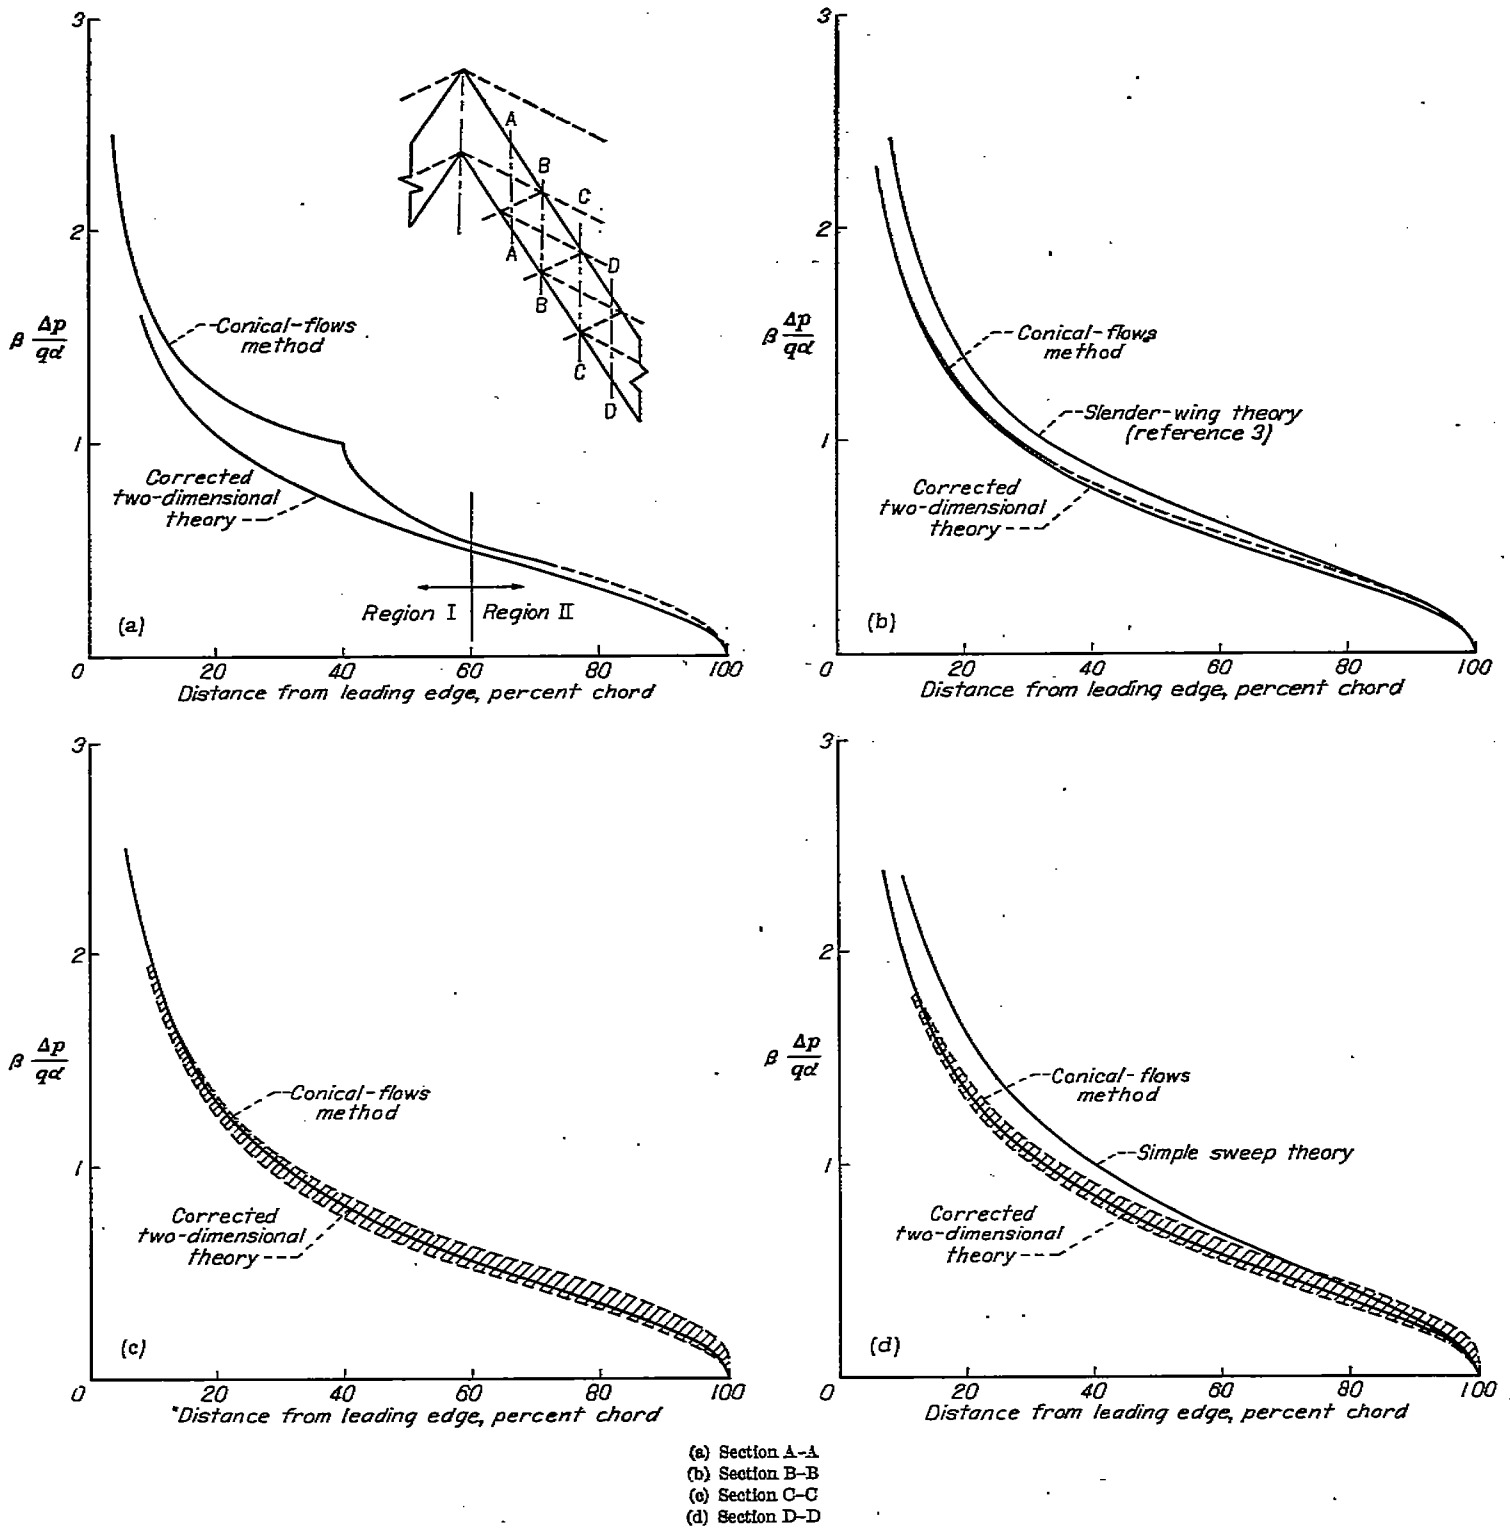 3
2
1
0
β Δp/qα
A
B
C
D
A
B
C
D
Conical-flows
method
Corrected
two-dimensional
theory
Region I
Region II
(a)
0 20 40 60 80 100
Distance from leading edge, percent chord
3
2
1
0
β Δp/qα
Conical-flows
method
Slender-wing theory
(reference 3)
Corrected
two-dimensional
theory
(b)
20 40 60 80 100
Distance from leading edge, percent chord
3
2
1
0
β Δp/qα
Conical-flows
method
Corrected
two-dimensional
theory
(c)
20 40 60 80 100
Distance from leading edge, percent chord
3
2
1
0
β Δp/qα
Conical-flows
method
Simple sweep theory
Corrected
two-dimensional
theory
(d)
20 40 60 80 100
Distance from leading edge, percent chord
(a) Section A-A
(b) Section B-B
(c) Section C-C
(d) Section D-D